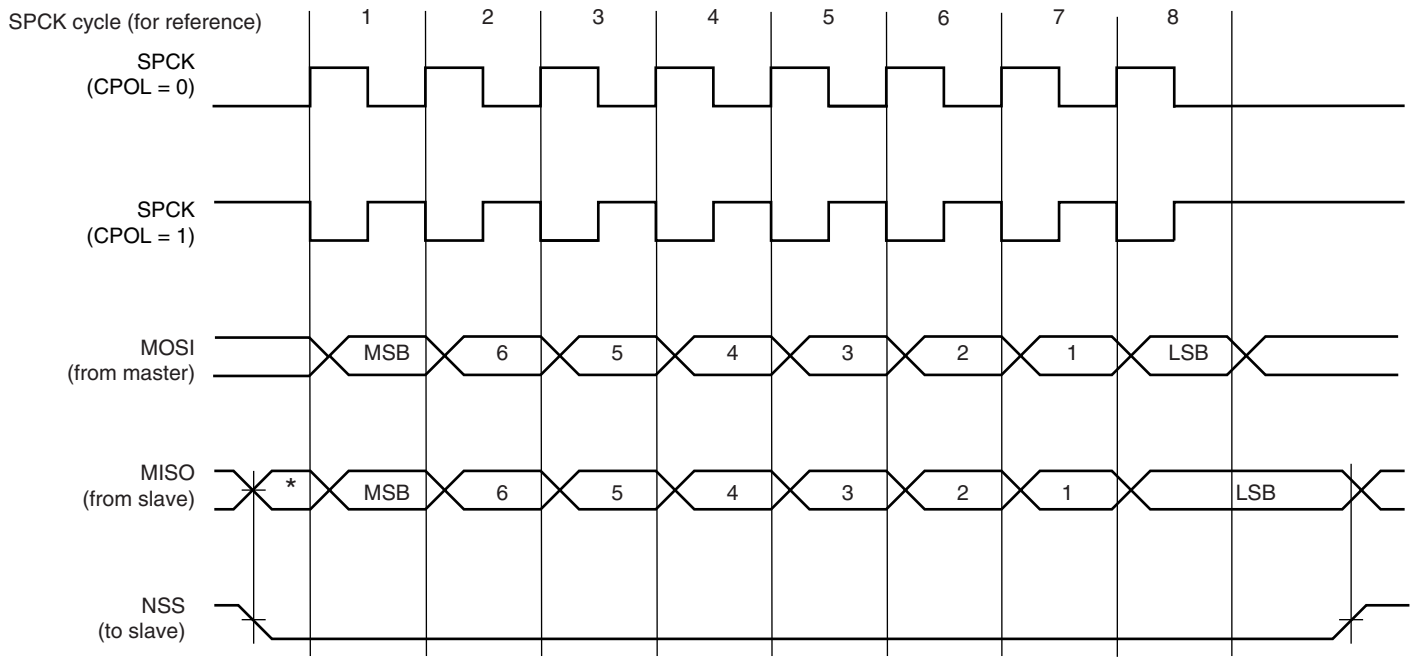 SPCK cycle (for reference)
1 2 3 4 5 6 7 8
SPCK
(CPOL = 0)
SPCK
(CPOL = 1)
MOSI
(from master)
MSB 6 5 4 3 2 1 LSB
MISO
(from slave)
* MSB 6 5 4 3 2 1 LSB
NSS
(to slave)